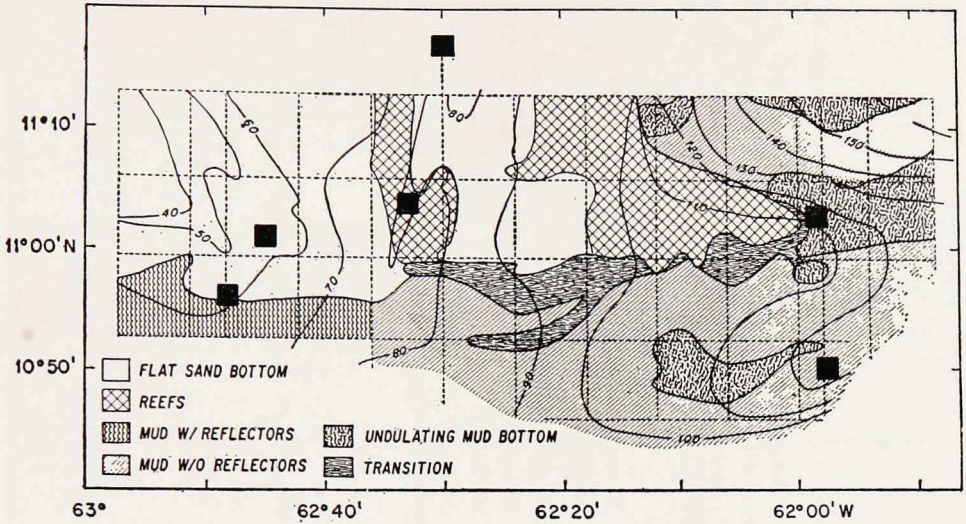 11°10'
11°00'N
10°50'
63°
62°40'
62°20'
62°00'W
40
50
60
70
80
80
90
100
110
120
130
140
150
FLAT SAND BOTTOM
REEFS
MUD W/ REFLECTORS
MUD W/O REFLECTORS
UNDULATING MUD BOTTOM
TRANSITION